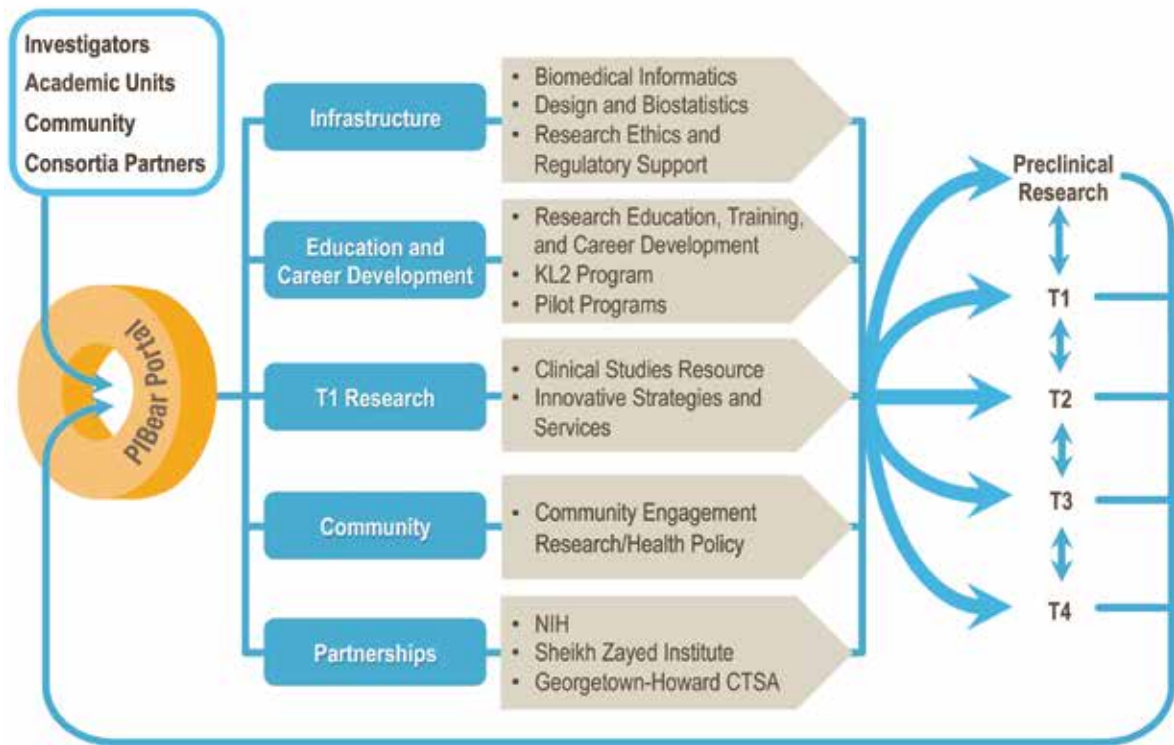 Investigators
Academic Units
Community
Consortia Partners
PIBear Portal
Infrastructure
• Biomedical Informatics
• Design and Biostatistics
• Research Ethics and
Regulatory Support
Education and
Career Development
• Research Education, Training,
and Career Development
• KL2 Program
• Pilot Programs
T1 Research
• Clinical Studies Resource
• Innovative Strategies and
Services
Community
• Community Engagement
Research/Health Policy
Partnerships
• NIH
• Sheikh Zayed Institute
• Georgetown-Howard CTSA
Preclinical
Research
T1
T2
T3
T4